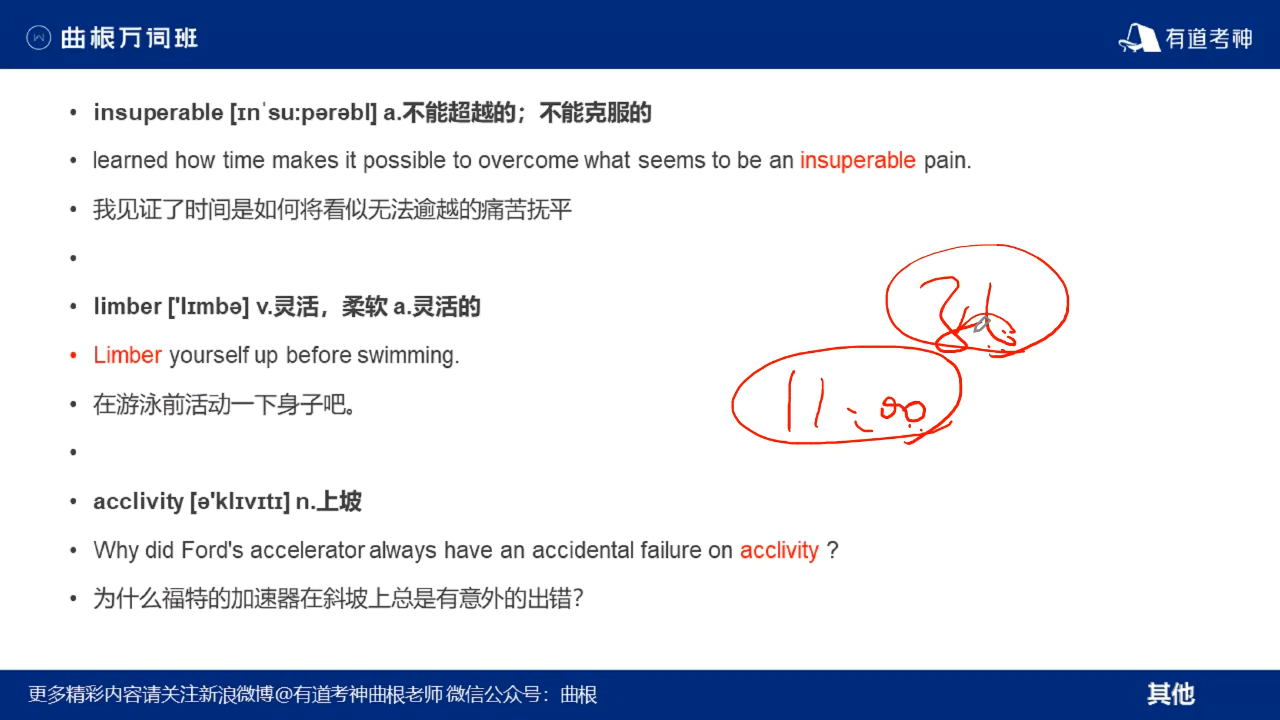 曲根万词班
有道考神
• insuperable [ɪnˈsu:pərəbl] a.不能超越的；不能克服的
• learned how time makes it possible to overcome what seems to be an insuperable pain.
• 我见证了时间是如何将看似无法逾越的痛苦抚平
•
• limber ['lɪmbə] v.灵活，柔软 a.灵活的
• Limber yourself up before swimming.
• 在游泳前活动一下身子吧。
•
• acclivity [ə'klɪvɪtɪ] n.上坡
• Why did Ford's accelerator always have an accidental failure on acclivity ?
• 为什么福特的加速器在斜坡上总是有意外的出错?
11:00
更多精彩内容请关注新浪微博@有道考神曲根老师 微信公众号：曲根
其他